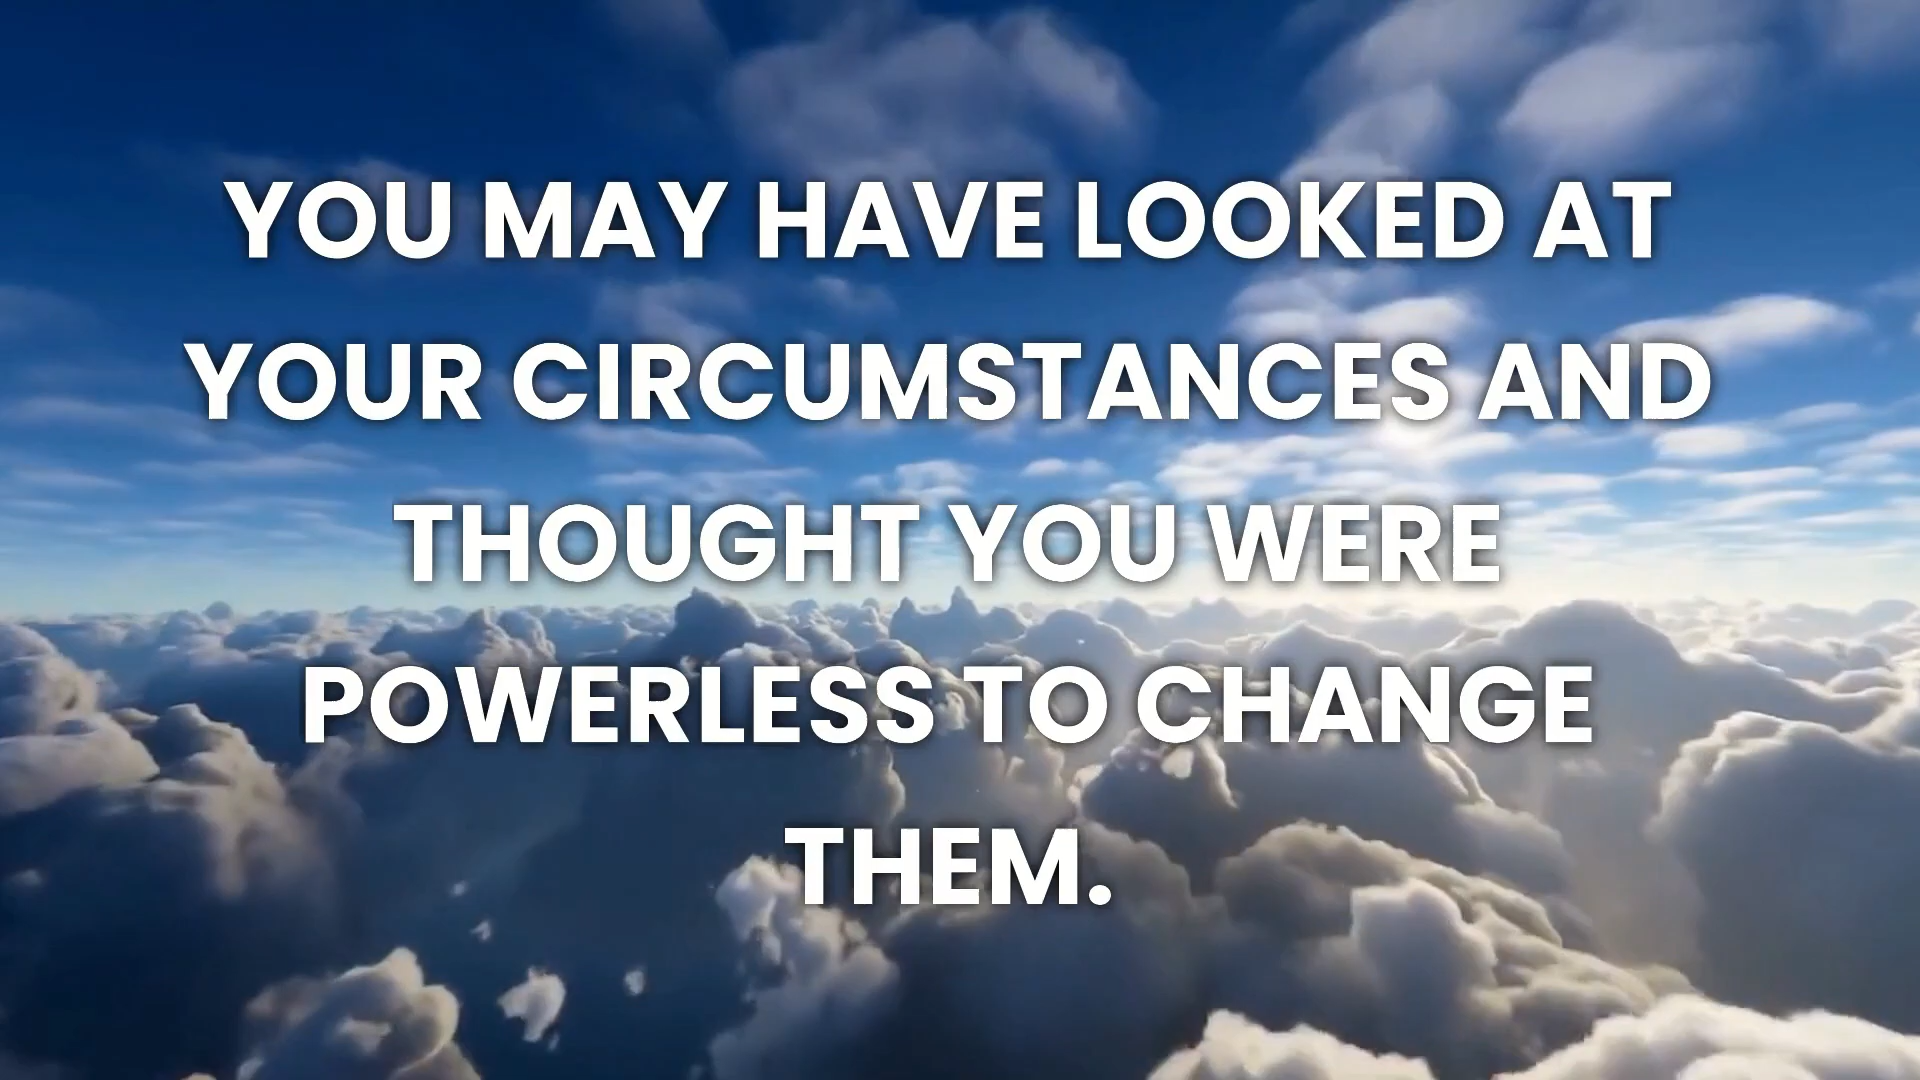 YOU MAY HAVE LOOKED AT
YOUR CIRCUMSTANCES AND
THOUGHT YOU WERE
POWERLESS TO CHANGE
THEM.